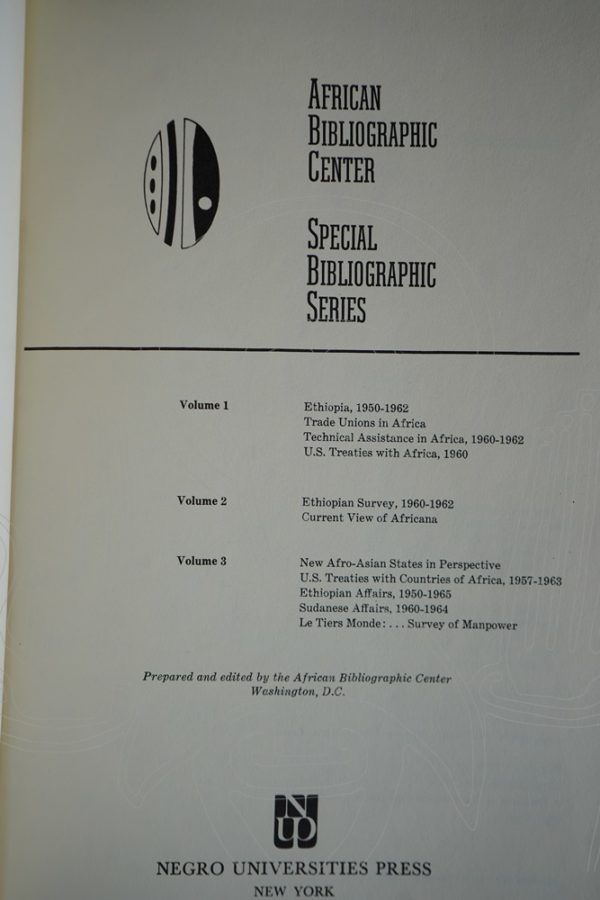 AFRICAN
BIBLIOGRAPHIC
CENTER
SPECIAL
BIBLIOGRAPHIC
SERIES
Volume 1
Ethiopia, 1950-1962
Trade Unions in Africa
Technical Assistance in Africa, 1960-1962
U.S. Treaties with Africa, 1960
Volume 2
Ethiopian Survey, 1960-1962
Current View of Africana
Volume 3
New Afro-Asian States in Perspective
U.S. Treaties with Countries of Africa, 1957-1963
Ethiopian Affairs, 1950-1965
Sudanese Affairs, 1960-1964
Le Tiers Monde: . . . Survey of Manpower
Prepared and edited by the African Bibliographic Center
Washington, D.C.
NUP
NEGRO UNIVERSITIES PRESS
NEW YORK